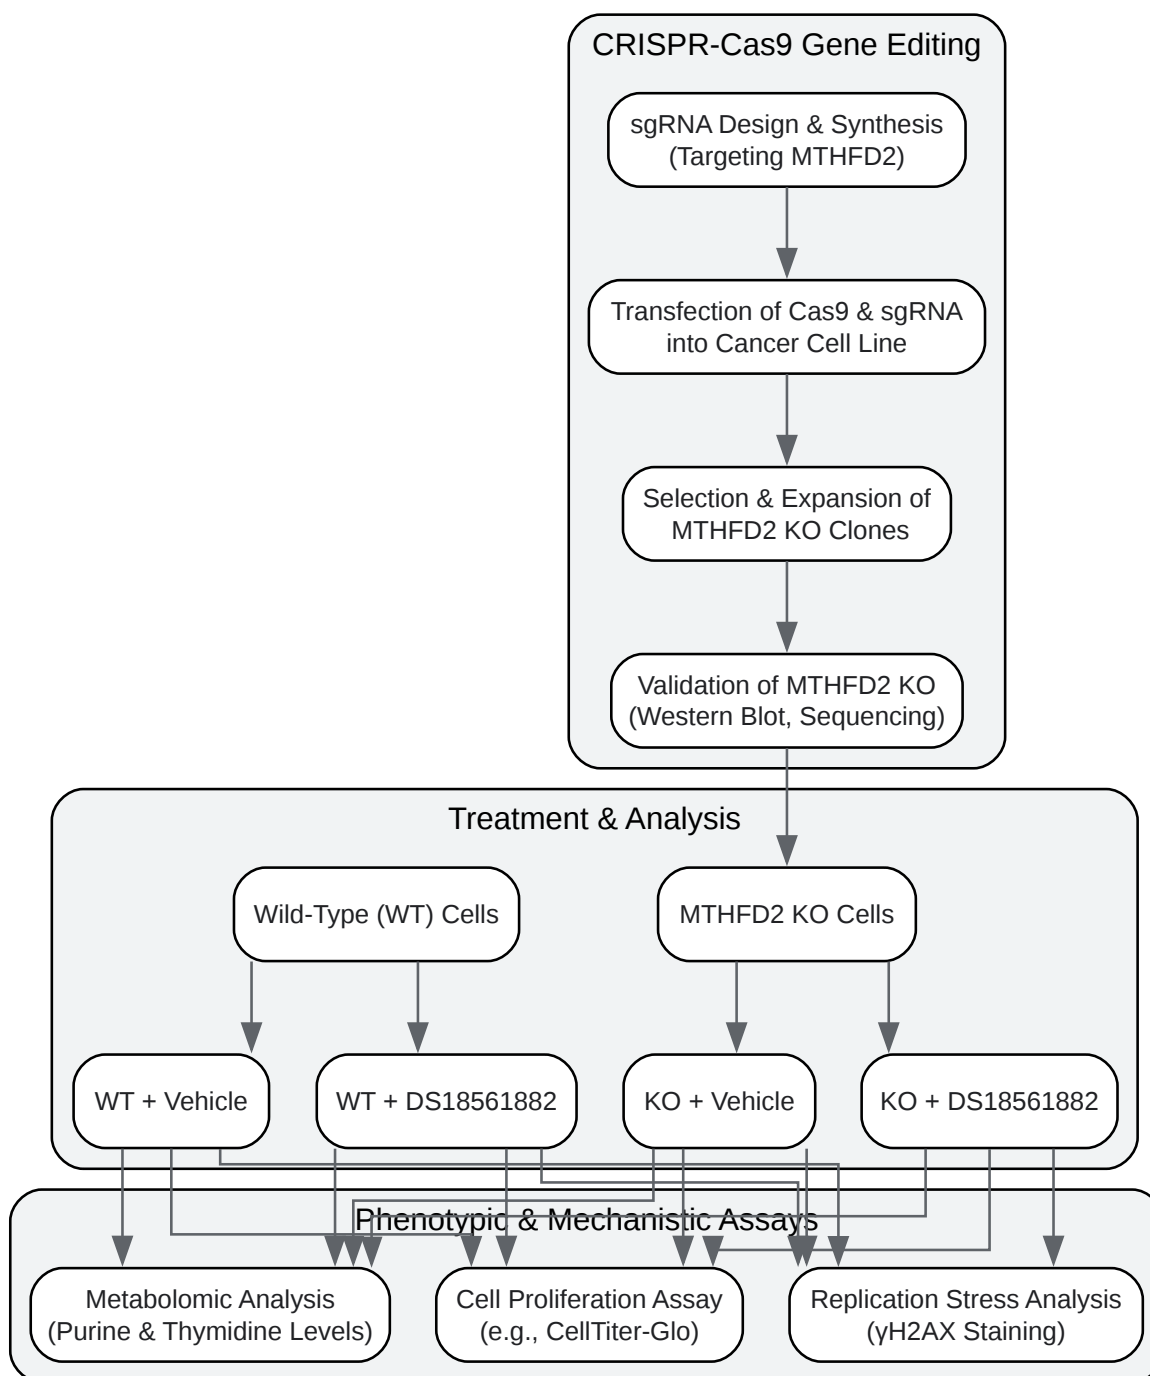 CRISPR-Cas9 Gene Editing
sgRNA Design & Synthesis
(Targeting MTHFD2)
Transfection of Cas9 & sgRNA
into Cancer Cell Line
Selection & Expansion of
MTHFD2 KO Clones
Validation of MTHFD2 KO
(Western Blot, Sequencing)
Treatment & Analysis
Wild-Type (WT) Cells
MTHFD2 KO Cells
WT + Vehicle
WT + DS18561882
KO + Vehicle
KO + DS18561882
Phenotypic & Mechanistic Assays
Metabolomic Analysis
(Purine & Thymidine Levels)
Cell Proliferation Assay
(e.g., CellTiter-Glo)
Replication Stress Analysis
(γH2AX Staining)